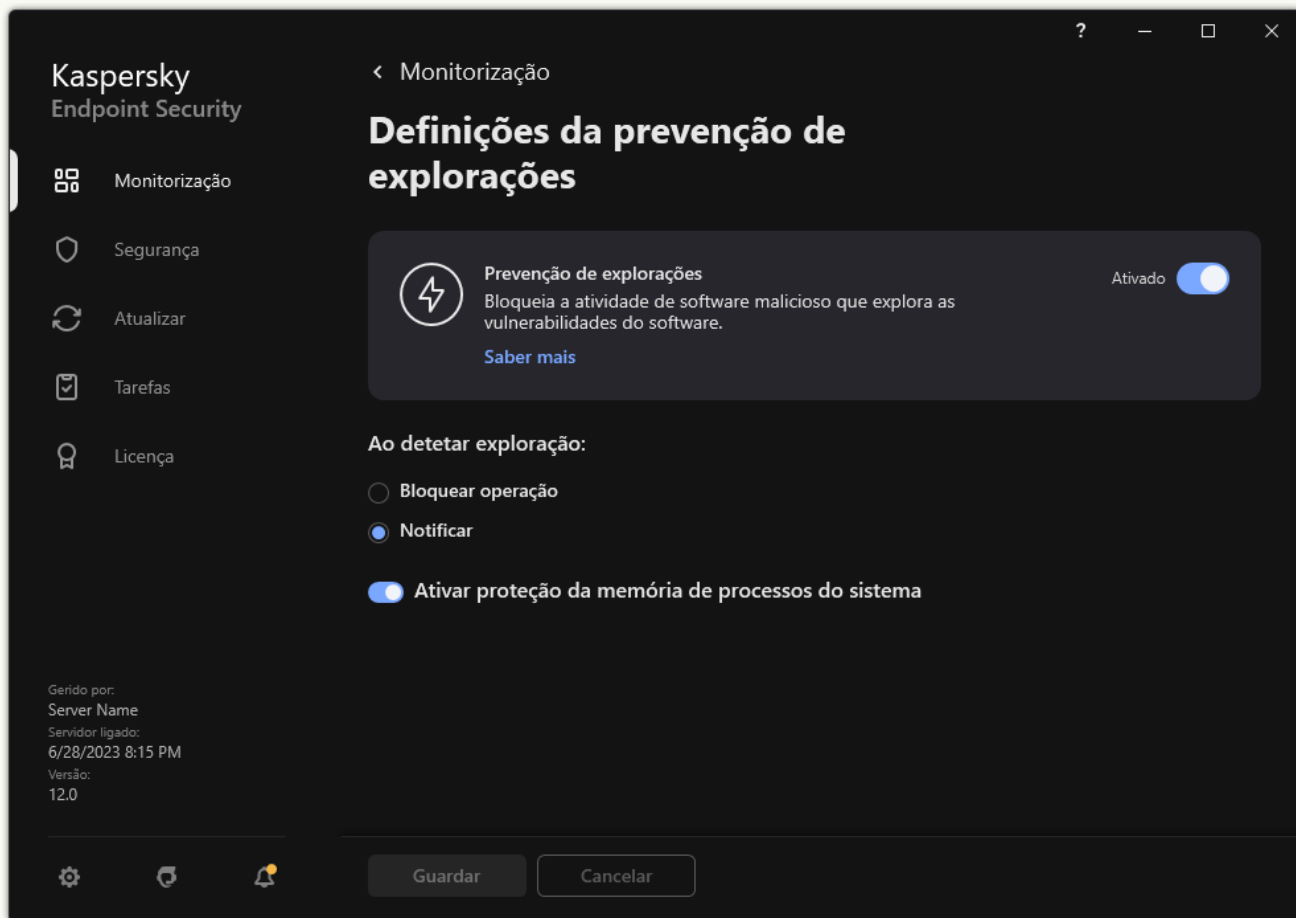 ?
Kaspersky
Endpoint Security
Monitorização
Segurança
Atualizar
Tarefas
Licença
Gerido por:
Server Name
Servidor ligado:
6/28/2023 8:15 PM
Versão:
12.0
Monitorização
Definições da prevenção de
explorações
Prevenção de explorações
Ativado
Bloqueia a atividade de software malicioso que explora as
vulnerabilidades do software.
Saber mais
Ao detetar exploração:
Bloquear operação
Notificar
Ativar proteção da memória de processos do sistema
Guardar
Cancelar